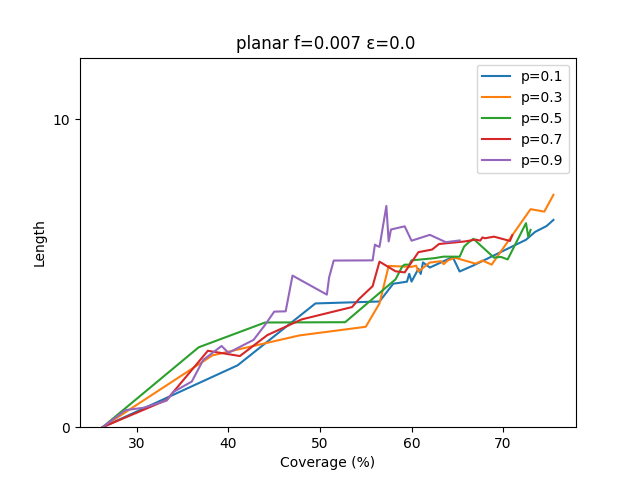 planar f=0.007 ε=0.0
p=0.1
p=0.3
p=0.5
p=0.7
p=0.9
10
0
Length
30 40 50 60 70
Coverage (%)